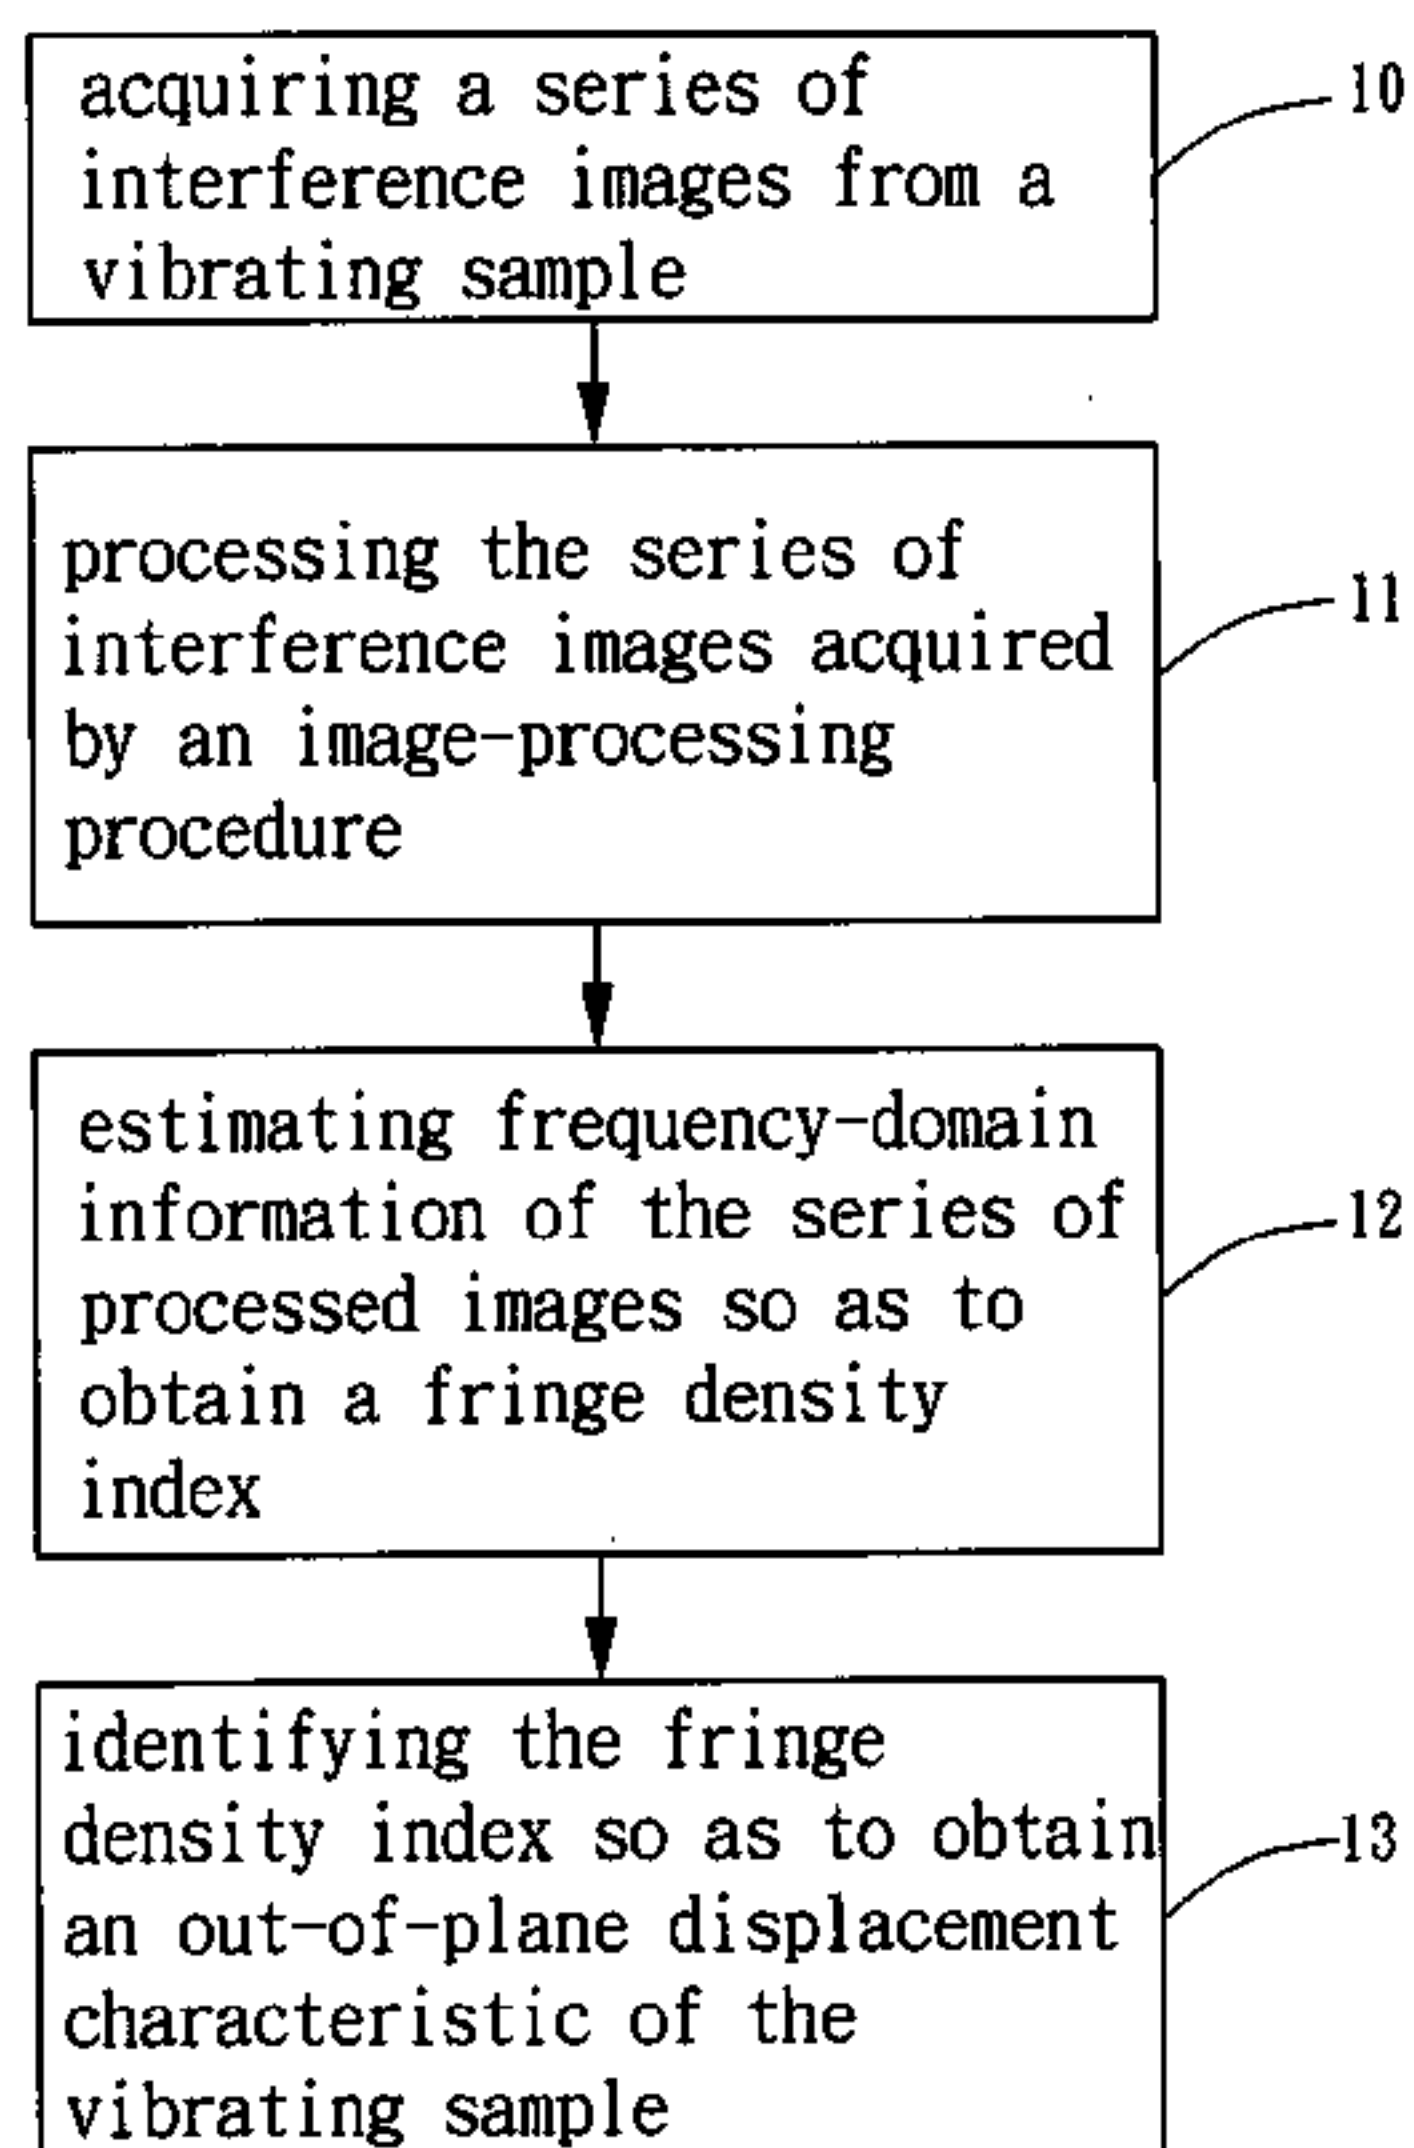 acquiring a series of
interference images from a
vibrating sample
10
processing the series of
interference images acquired
by an image-processing
procedure
11
estimating frequency-domain
information of the series of
processed images so as to
obtain a fringe density
index
12
identifying the fringe
density index so as to obtain
an out-of-plane displacement
characteristic of the
vibrating sample
13